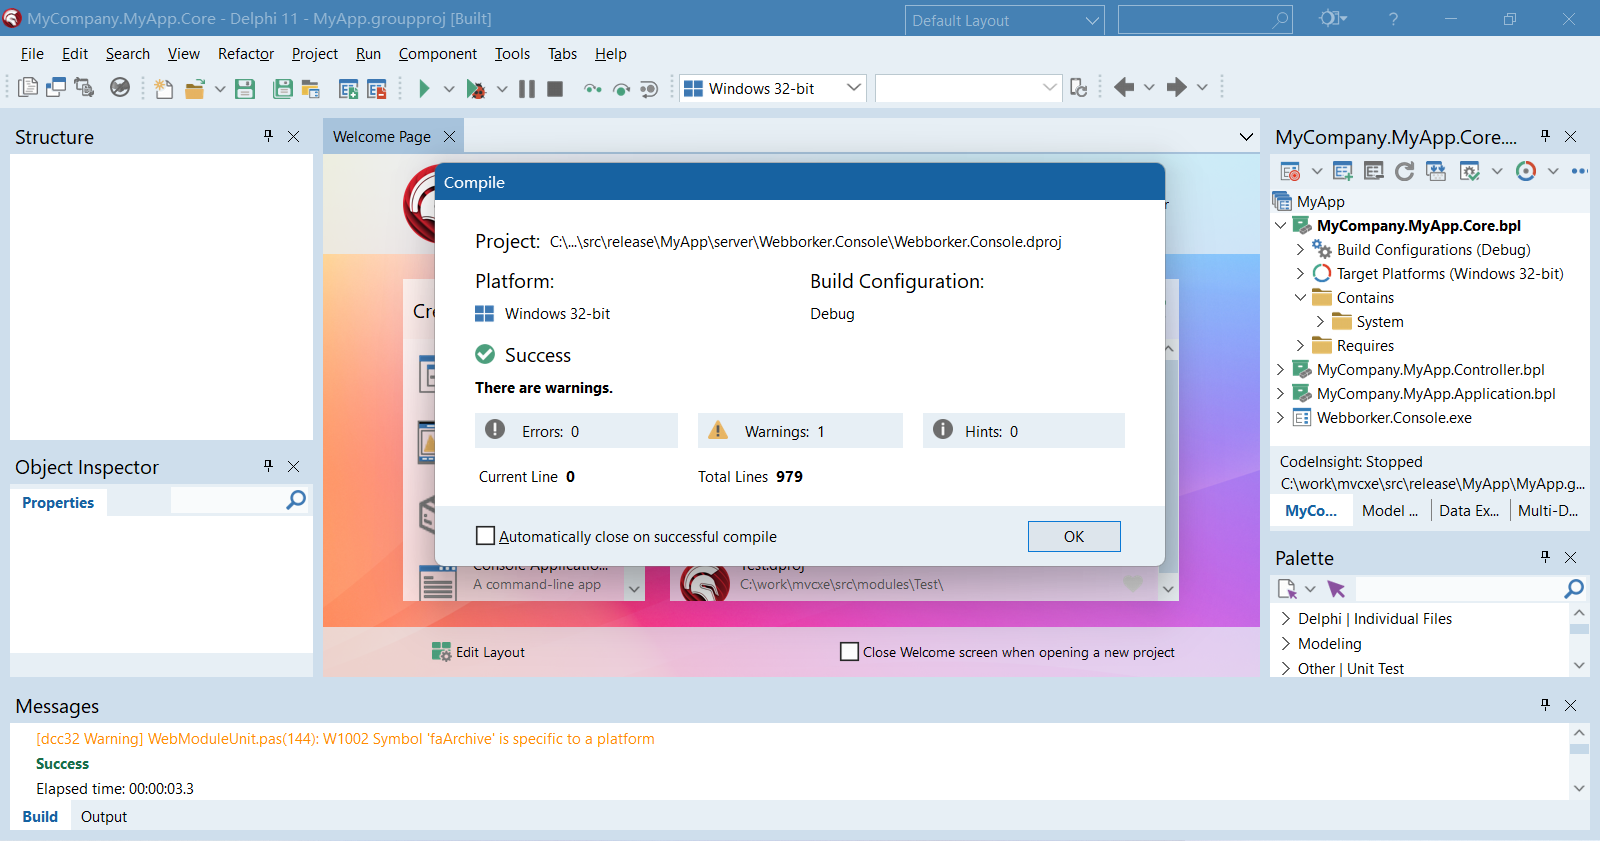 MyCompany.MyApp.Core - Delphi 11 - MyApp.groupproj [Built]
Default Layout
?
File Edit Search View Refactor Project Run Component Tools Tabs Help
Windows 32-bit
Structure
Welcome Page
MyCompany.MyApp.Core....
Compile
Project: C:\...\src\release\MyApp\server\Webborker.Console\Webborker.Console.dproj
Platform:
Build Configuration:
Windows 32-bit
Debug
Success
There are warnings.
Errors: 0
Warnings: 1
Hints: 0
Current Line 0
Total Lines 979
Automatically close on successful compile
OK
Cre
Console Applicatio...
A command-line app
Test.dproj
C:\work\mvcxe\src\modules\Test\
Edit Layout
Close Welcome screen when opening a new project
MyApp
MyCompany.MyApp.Core.bpl
Build Configurations (Debug)
Target Platforms (Windows 32-bit)
Contains
System
Requires
MyCompany.MyApp.Controller.bpl
MyCompany.MyApp.Application.bpl
Webborker.Console.exe
CodeInsight: Stopped
C:\work\mvcxe\src\release\MyApp\MyApp.g...
MyCo... Model ... Data Ex... Multi-D...
Object Inspector
Properties
Palette
Delphi | Individual Files
Modeling
Other | Unit Test
Messages
[dcc32 Warning] WebModuleUnit.pas(144): W1002 Symbol 'faArchive' is specific to a platform
Success
Elapsed time: 00:00:03.3
Build Output